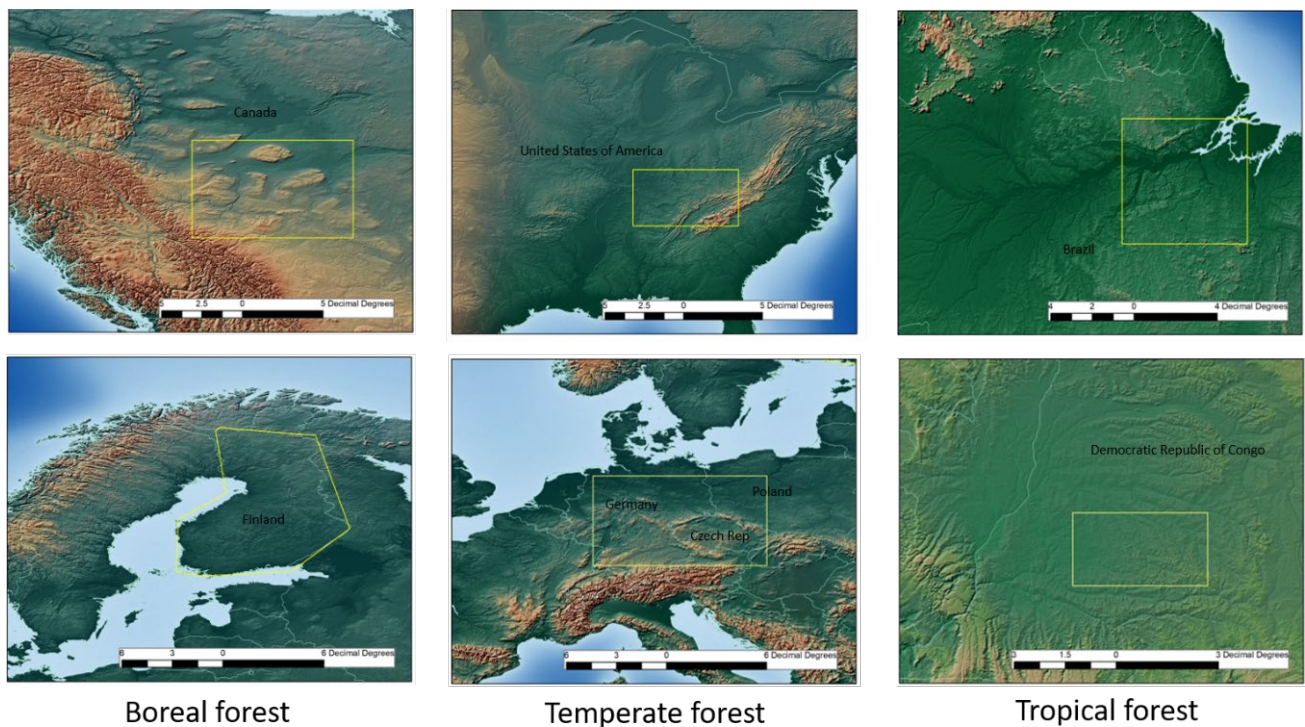 Canada
5 2.5 0 5 Decimal Degrees
United States of America
5 2.5 0 5 Decimal Degrees
Brazil
4 2 0 4 Decimal Degrees
Finland
6 3 0 6 Decimal Degrees
Germany
Poland
Czech Rep
6 3 0 6 Decimal Degrees
Democratic Republic of Congo
3 1.5 0 3 Decimal Degrees
Boreal forest
Temperate forest
Tropical forest